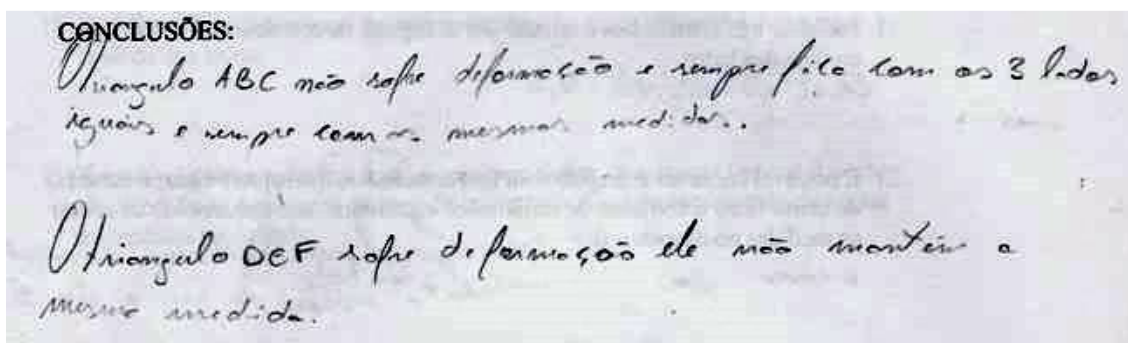 CONCLUSÕES:
O triangulo ABC não sofre deformação e sempre fica com os 3 lados
iguais e sempre com as mesmas medidas.
O triangulo DEF sofre deformação ele não mantém a
mesma medida.